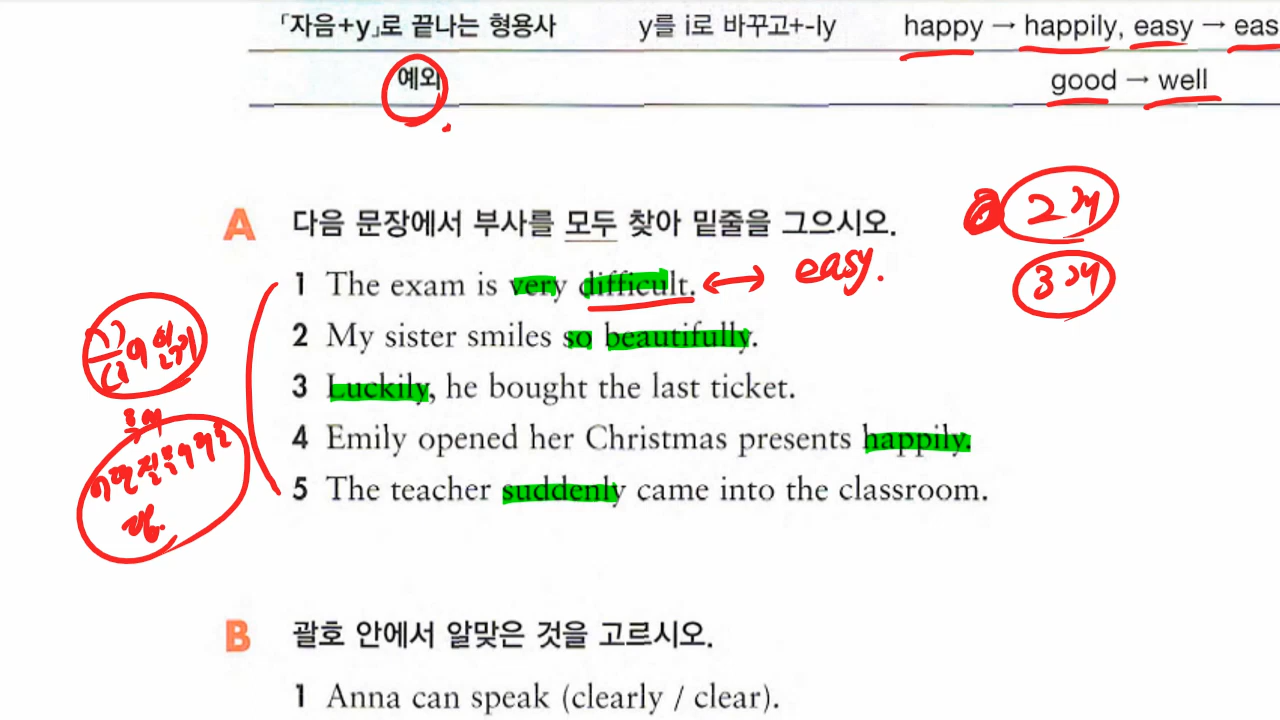 「자음+y」로 끝나는 형용사 y를 i로 바꾸고+-ly happy → happily, easy → eas
예외 good → well
A 다음 문장에서 부사를 모두 찾아 밑줄을 그으시오.
2개
3개
1 The exam is very difficult. ↔ easy.
2 My sister smiles so beautifully.
3 Luckily, he bought the last ticket.
4 Emily opened her Christmas presents happily.
5 The teacher suddenly came into the classroom.
B 괄호 안에서 알맞은 것을 고르시오.
1 Anna can speak (clearly / clear).